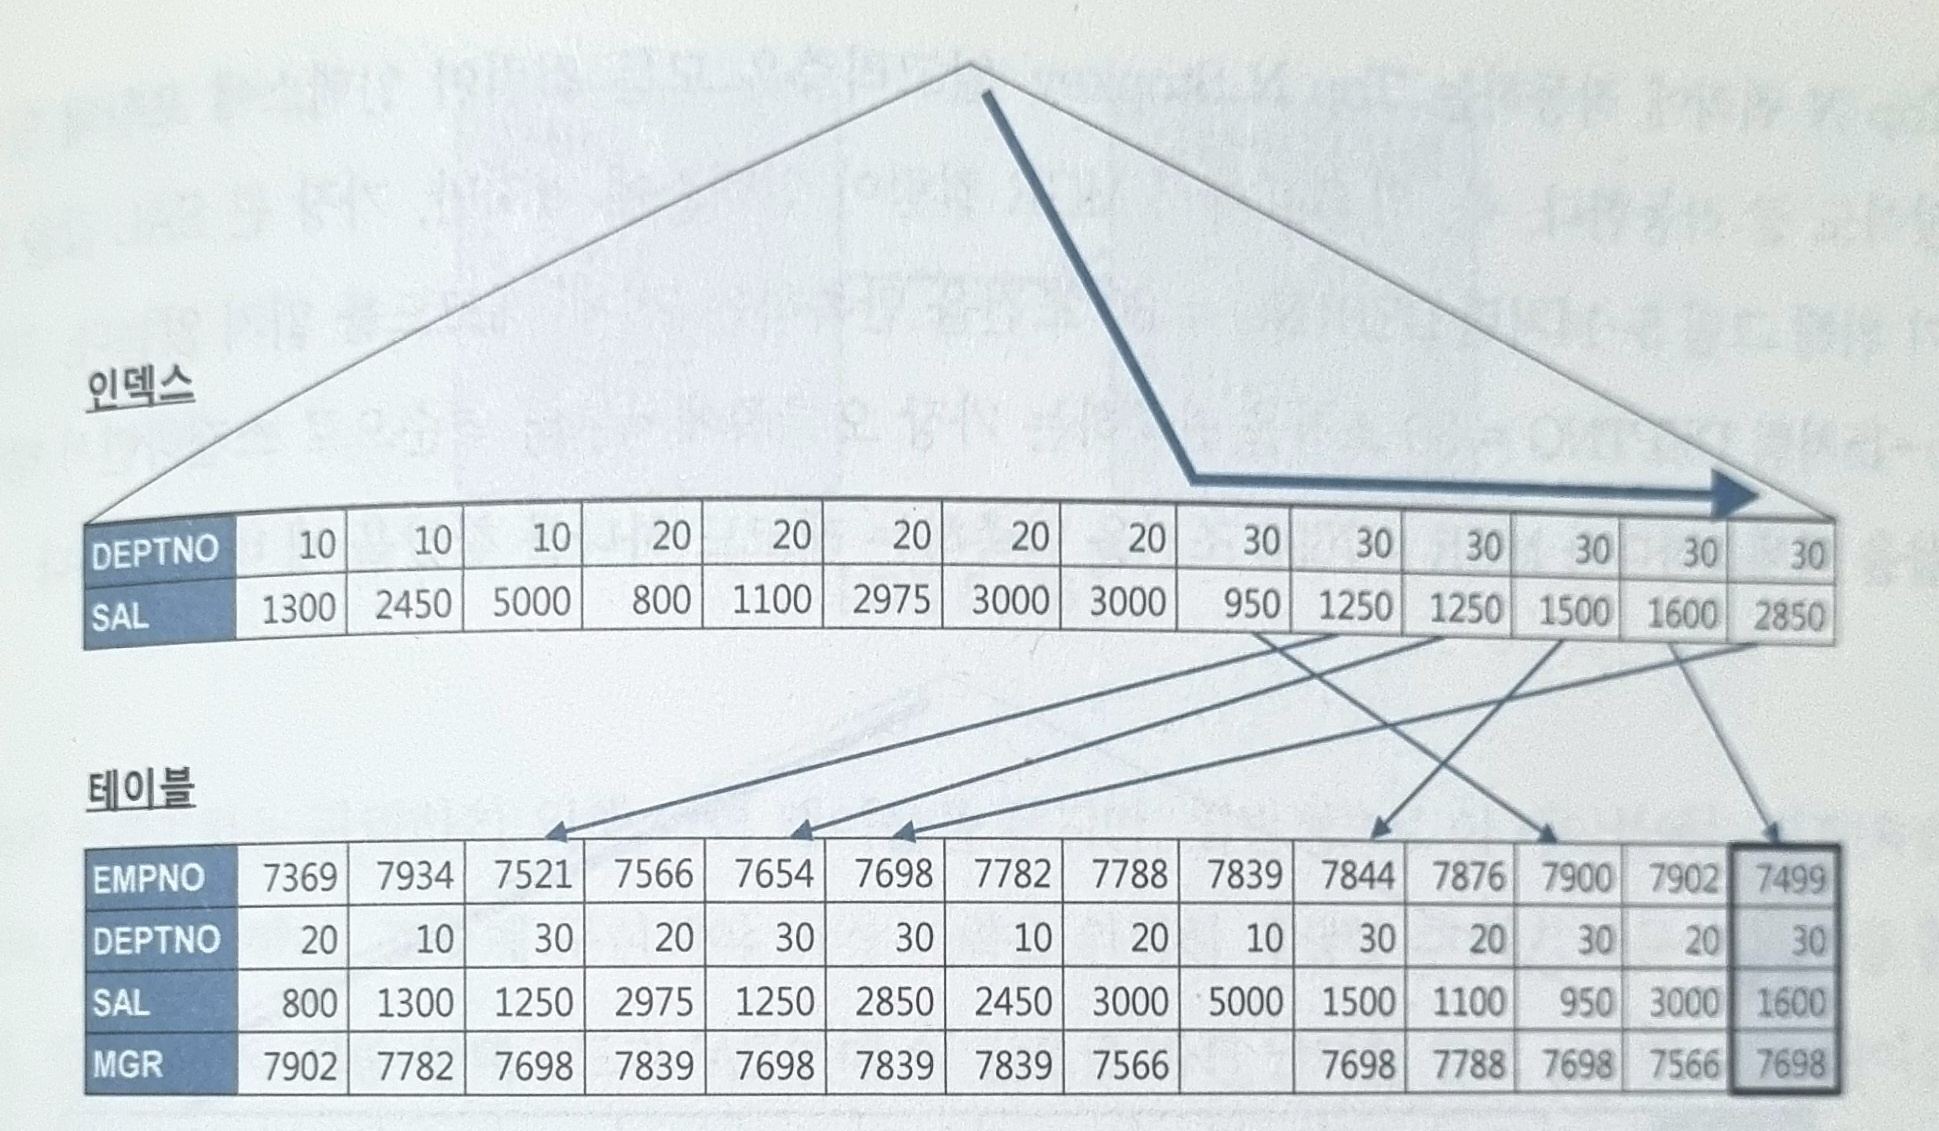 인덱스
DEPTNO 10 10 10 20 20 20 20 20 30 30 30 30 30 30
SAL 1300 2450 5000 800 1100 2975 3000 3000 950 1250 1250 1500 1600 2850
테이블
EMPNO 7369 7934 7521 7566 7654 7698 7782 7788 7839 7844 7876 7900 7902 7499
DEPTNO 20 10 30 20 30 30 10 20 10 30 20 30 20 30
SAL 800 1300 1250 2975 1250 2850 2450 3000 5000 1500 1100 950 3000 1600
MGR 7902 7782 7698 7839 7698 7839 7839 7566 7698 7788 7698 7566 7698